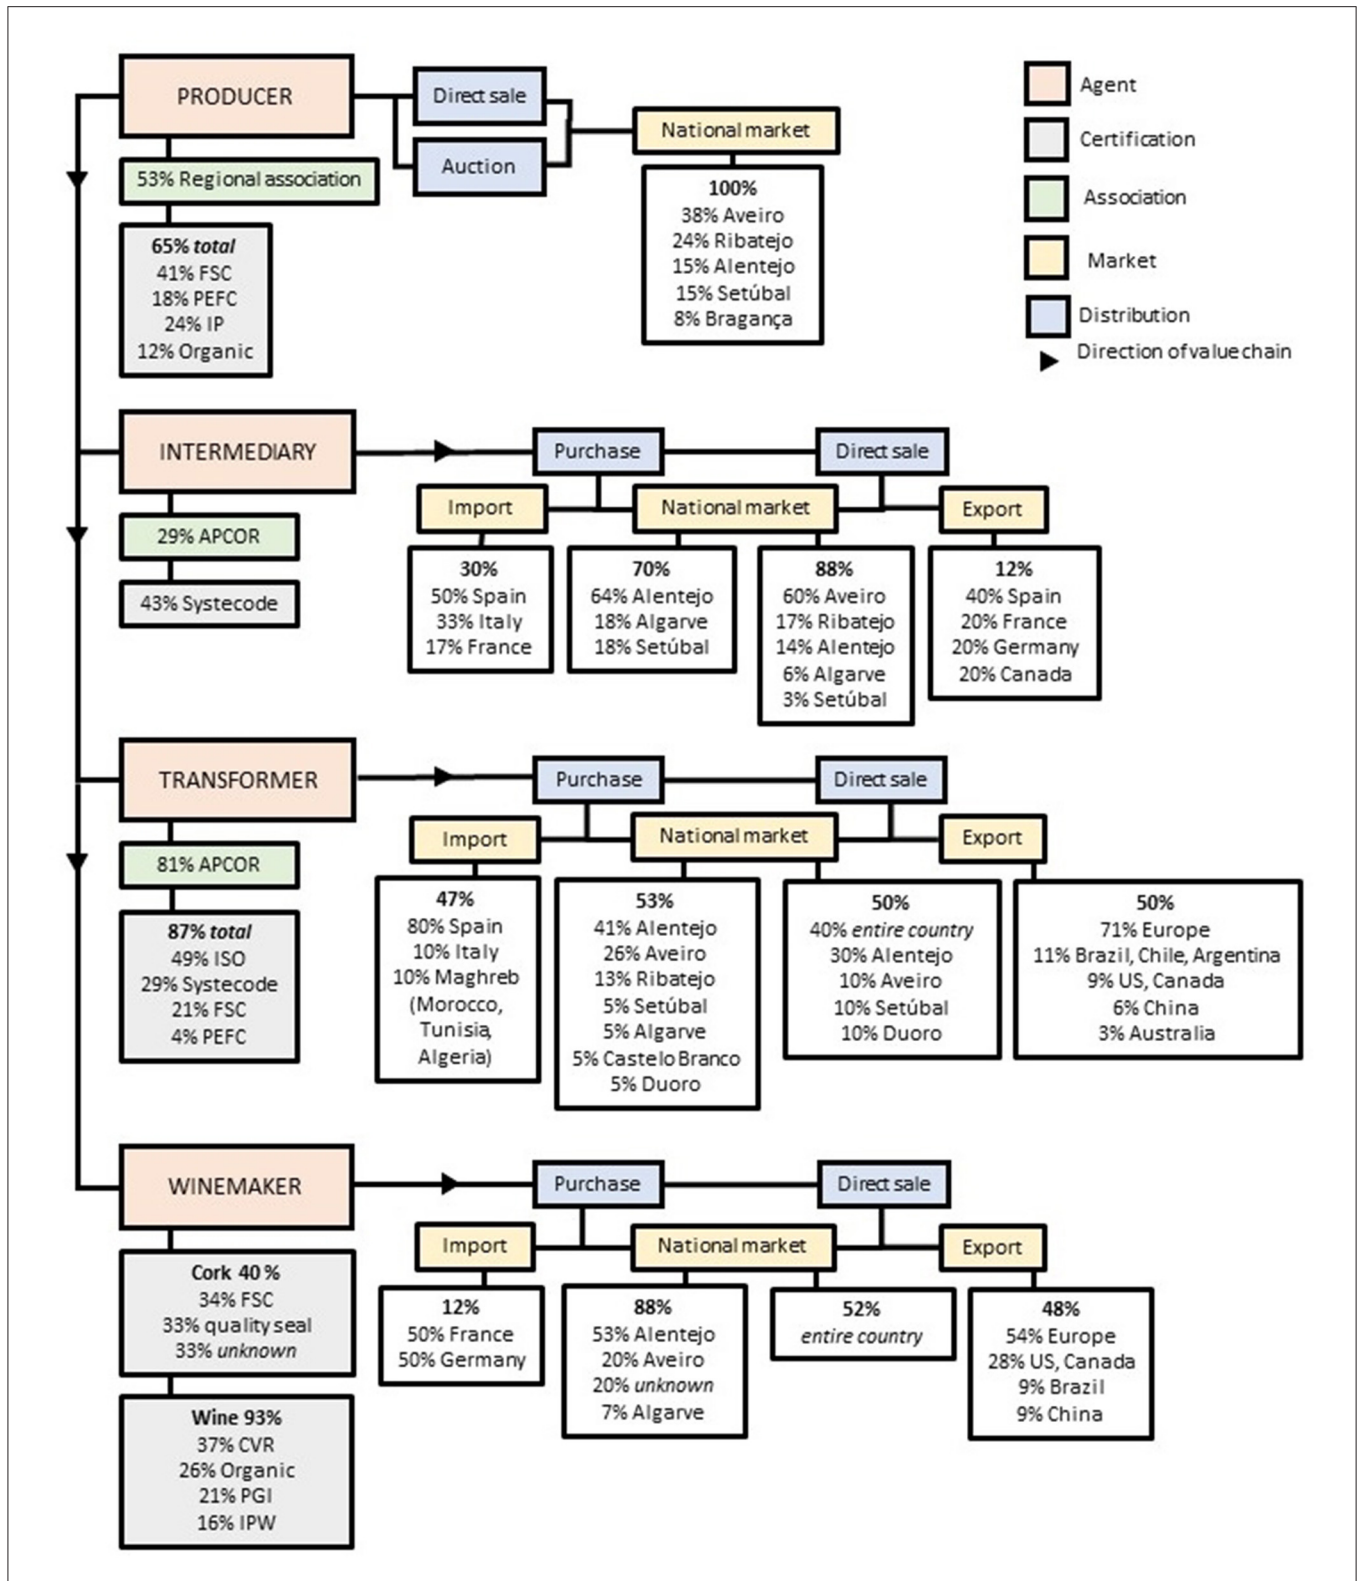 PRODUCER
Direct sale
Auction
National market
53% Regional association
65% total
41% FSC
18% PEFC
24% IP
12% Organic
100%
38% Aveiro
24% Ribatejo
15% Alentejo
15% Setúbal
8% Bragança
Agent
Certification
Association
Market
Distribution
Direction of value chain
INTERMEDIARY
Purchase
Direct sale
Import
National market
Export
29% APCOR
43% Systecode
30%
50% Spain
33% Italy
17% France
70%
64% Alentejo
18% Algarve
18% Setúbal
88%
60% Aveiro
17% Ribatejo
14% Alentejo
6% Algarve
3% Setúbal
12%
40% Spain
20% France
20% Germany
20% Canada
TRANSFORMER
Purchase
Direct sale
Import
National market
Export
81% APCOR
87% total
49% ISO
29% Systecode
21% FSC
4% PEFC
47%
80% Spain
10% Italy
10% Maghreb
(Morocco,
Tunisia,
Algeria)
53%
41% Alentejo
26% Aveiro
13% Ribatejo
5% Setúbal
5% Algarve
5% Castelo Branco
5% Duoro
50%
40% entire country
30% Alentejo
10% Aveiro
10% Setúbal
10% Duoro
50%
71% Europe
11% Brazil, Chile, Argentina
9% US, Canada
6% China
3% Australia
WINEMAKER
Purchase
Direct sale
Import
National market
Export
Cork 40 %
34% FSC
33% quality seal
33% unknown
Wine 93%
37% CVR
26% Organic
21% PGI
16% IPW
12%
50% France
50% Germany
88%
53% Alentejo
20% Aveiro
20% unknown
7% Algarve
52%
entire country
48%
54% Europe
28% US, Canada
9% Brazil
9% China